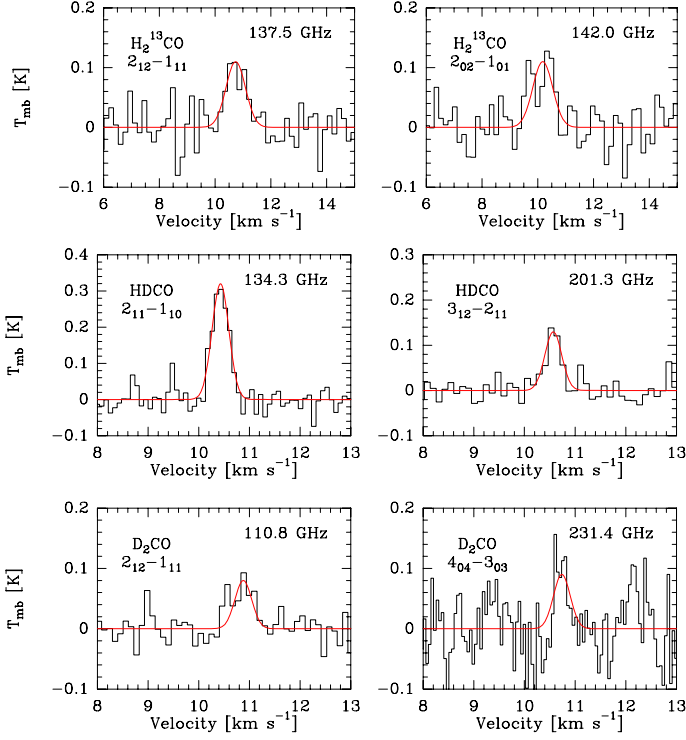 0.2
0.1
0
−0.1
T_mb [K]
H₂¹³CO
2₁₂−1₁₁
137.5 GHz
6 8 10 12 14
Velocity [km s⁻¹]
0.2
0.1
0
−0.1
H₂¹³CO
2₀₂−1₀₁
142.0 GHz
6 8 10 12 14
Velocity [km s⁻¹]
0.4
0.3
0.2
0.1
0
−0.1
T_mb [K]
HDCO
2₁₁−1₁₀
134.3 GHz
8 9 10 11 12 13
Velocity [km s⁻¹]
0.3
0.2
0.1
0
−0.1
HDCO
3₁₂−2₁₁
201.3 GHz
8 9 10 11 12 13
Velocity [km s⁻¹]
0.2
0.1
0
−0.1
T_mb [K]
D₂CO
2₁₂−1₁₁
110.8 GHz
8 9 10 11 12 13
Velocity [km s⁻¹]
0.2
0.1
0
−0.1
D₂CO
4₀₄−3₀₃
231.4 GHz
8 9 10 11 12 13
Velocity [km s⁻¹]